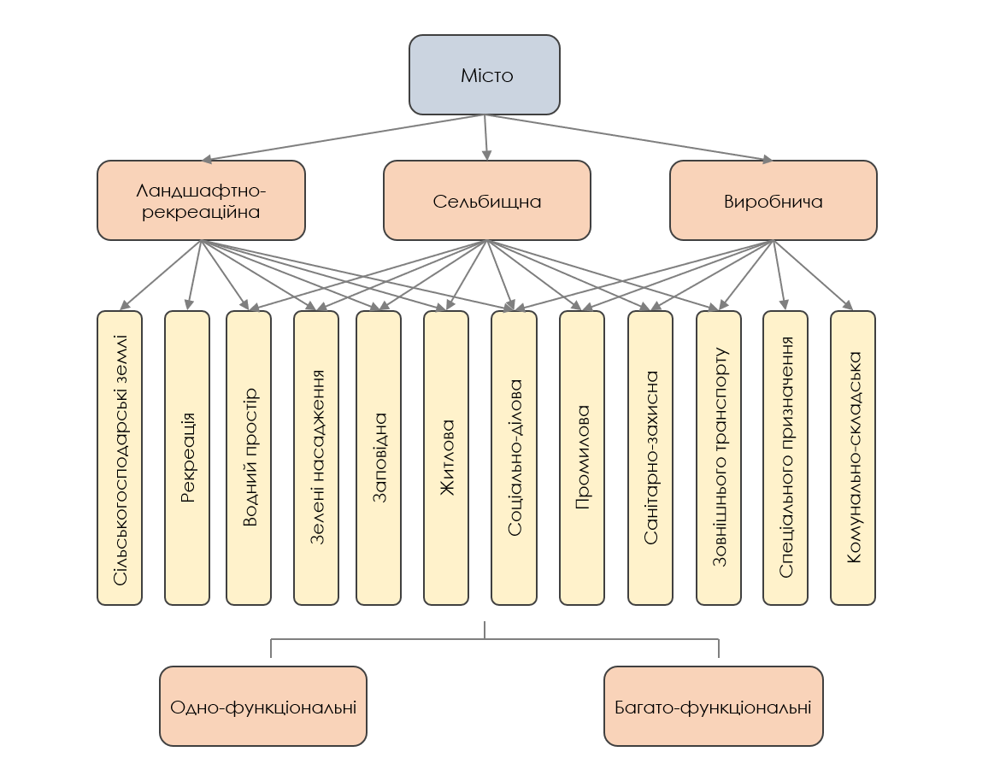 Місто
Ландшафтно-
рекреаційна
Сельбищна
Виробнича
Сільськогосподарські землі
Рекреація
Водний простір
Зелені насадження
Заповідна
Житлова
Соціально-ділова
Промилова
Санітарно-захисна
Зовнішнього транспорту
Спеціального призначення
Комунально-складська
Одно-функціональні
Багато-функціональні